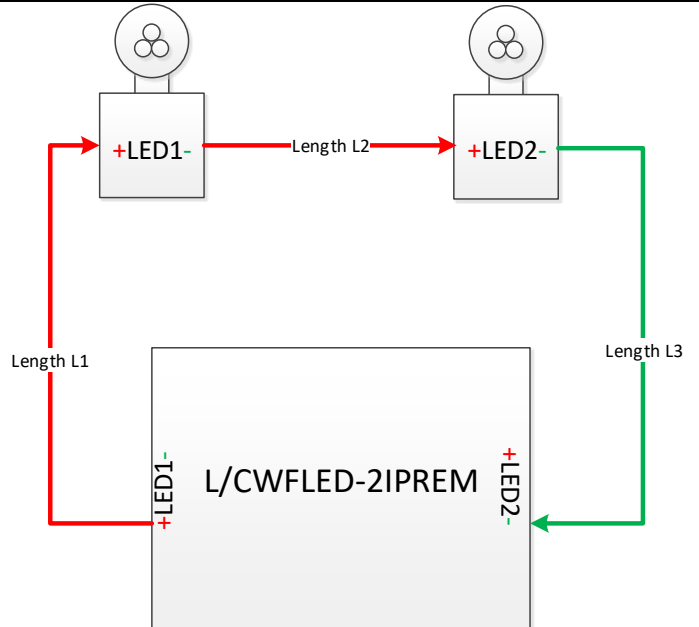 +LED1-
Length L2
+LED2-
Length L1
Length L3
+LED1-
L/CWFLED-2IPREM
+LED2-